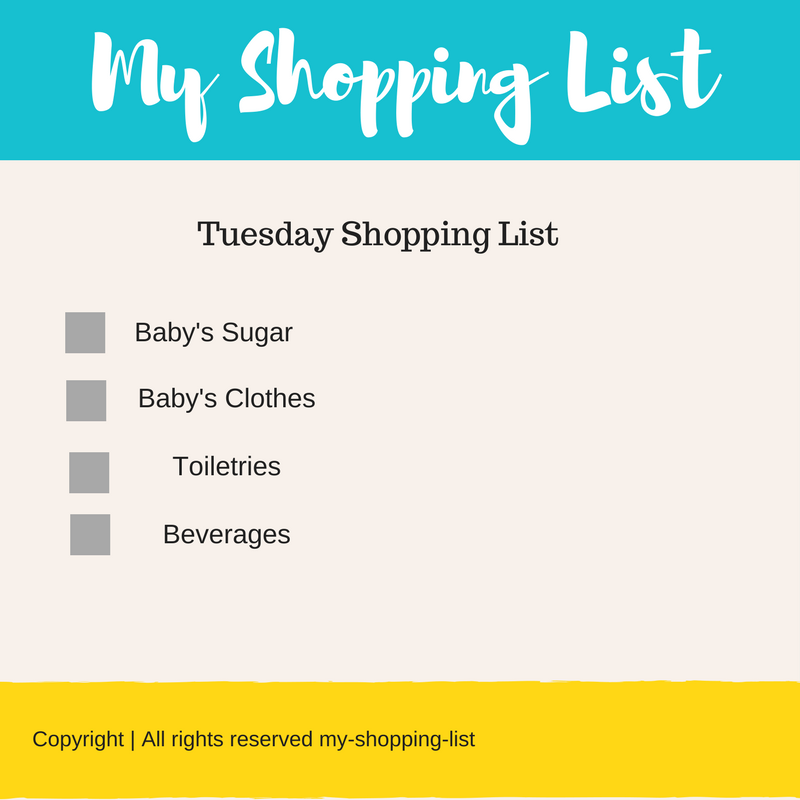 My Shopping List
Tuesday Shopping List
Baby's Sugar
Baby's Clothes
Toiletries
Beverages
Copyright | All rights reserved my-shopping-list